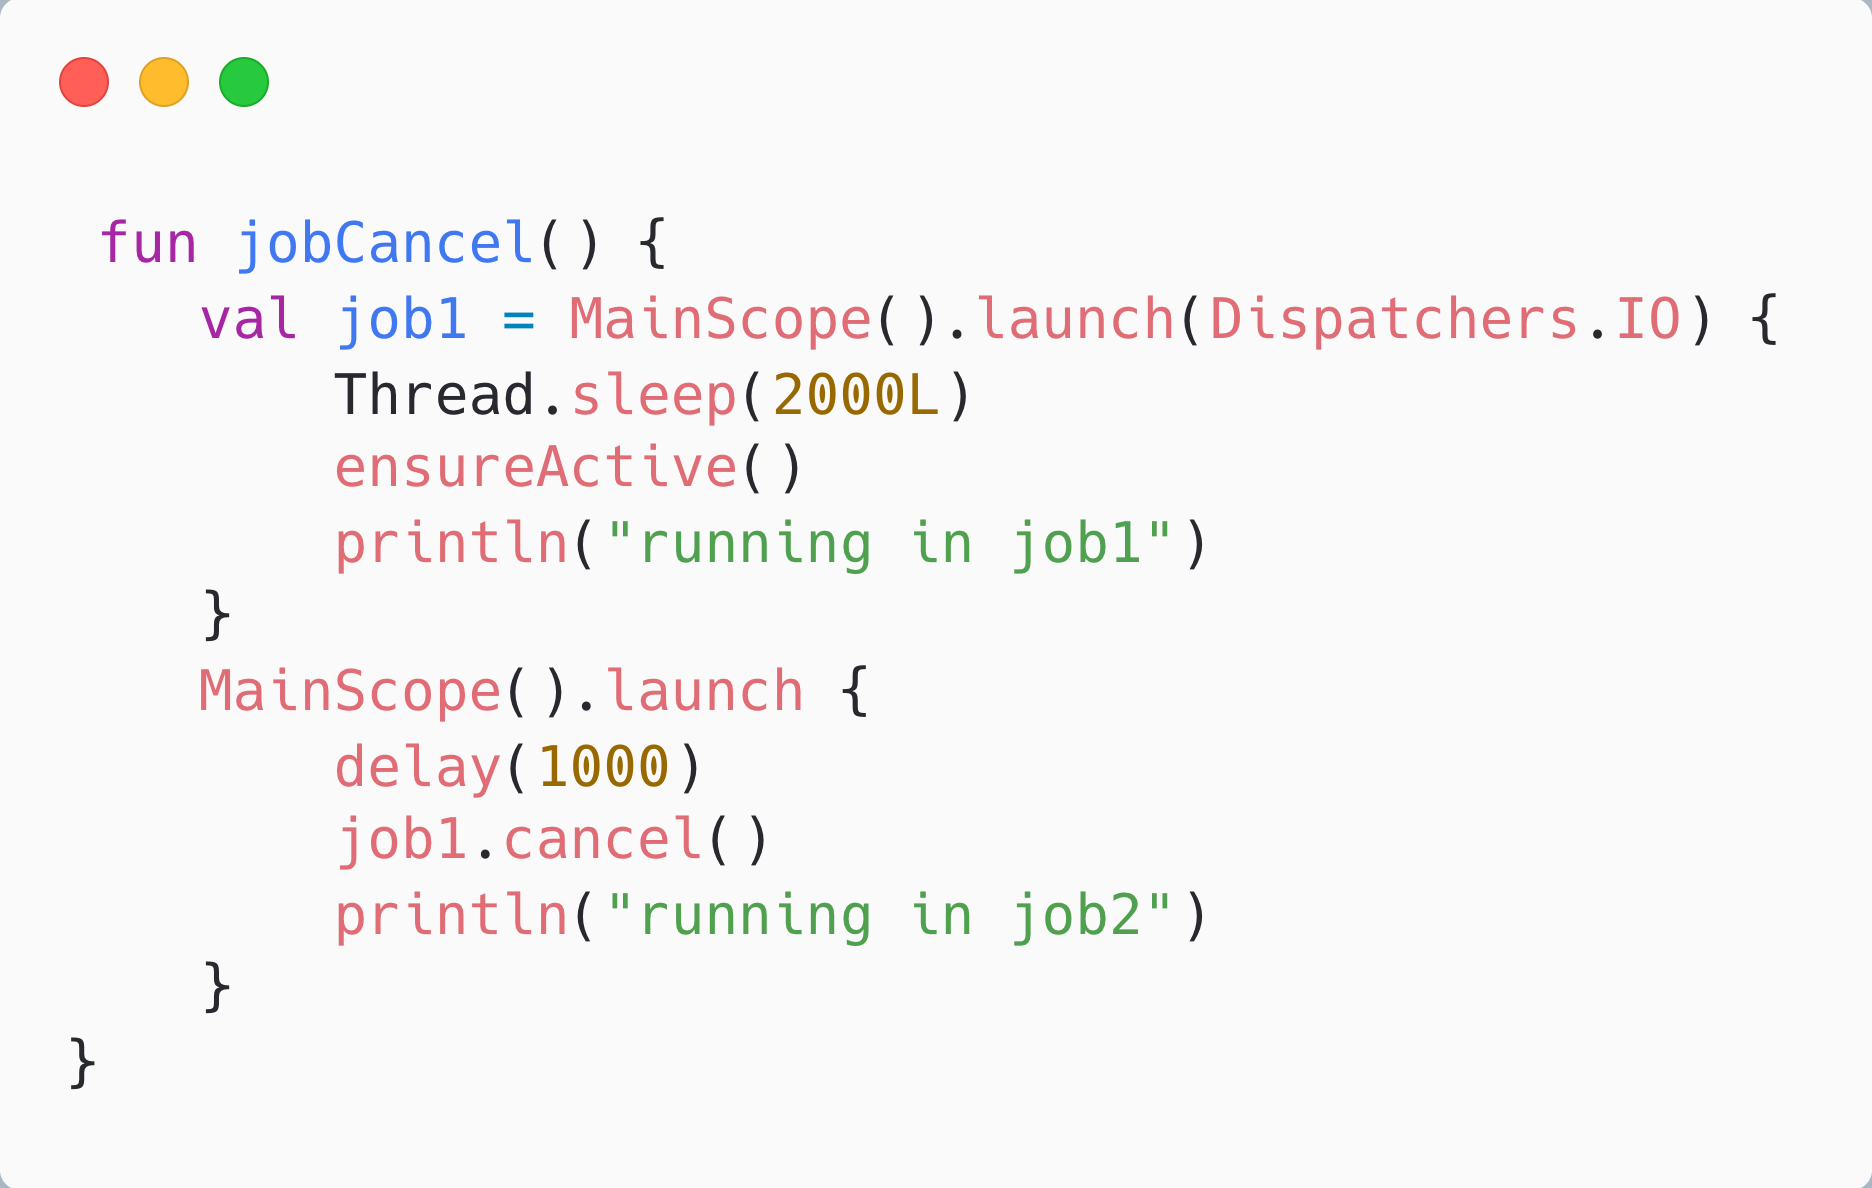 fun jobCancel() {
val job1 = MainScope().launch(Dispatchers.IO) {
Thread.sleep(2000L)
ensureActive()
println("running in job1")
}
MainScope().launch {
delay(1000)
job1.cancel()
println("running in job2")
}
}